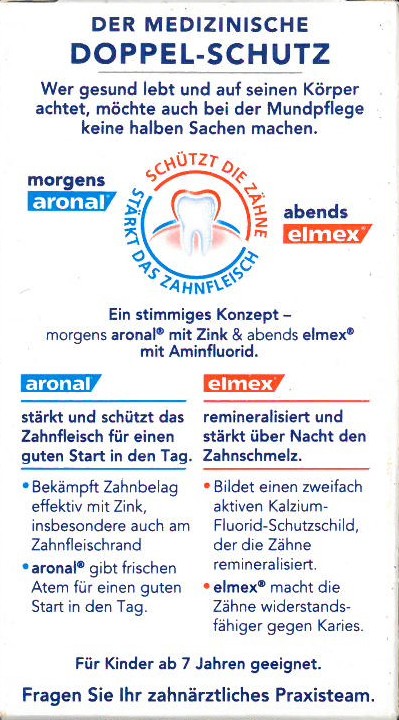 DER MEDIZINISCHE
DOPPEL-SCHUTZ
Wer gesund lebt und auf seinen Körper
achtet, möchte auch bei der Mundpflege
keine halben Sachen machen.
SCHÜTZT DIE ZÄHNE
STÄRKT DAS ZAHNFLEISCH
morgens
aronal®
abends
elmex®
Ein stimmiges Konzept –
morgens aronal® mit Zink & abends elmex®
mit Aminfluorid.
aronal®
stärkt und schützt das
Zahnfleisch für einen
guten Start in den Tag.
• Bekämpft Zahnbelag
effektiv mit Zink,
insbesondere auch am
Zahnfleischrand
• aronal® gibt frischen
Atem für einen guten
Start in den Tag.
elmex®
remineralisiert und
stärkt über Nacht den
Zahnschmelz.
• Bildet einen zweifach
aktiven Kalzium-
Fluorid-Schutzschild,
der die Zähne
remineralisiert.
• elmex® macht die
Zähne widerstands-
fähiger gegen Karies.
Für Kinder ab 7 Jahren geeignet.
Fragen Sie Ihr zahnärztliches Praxisteam.